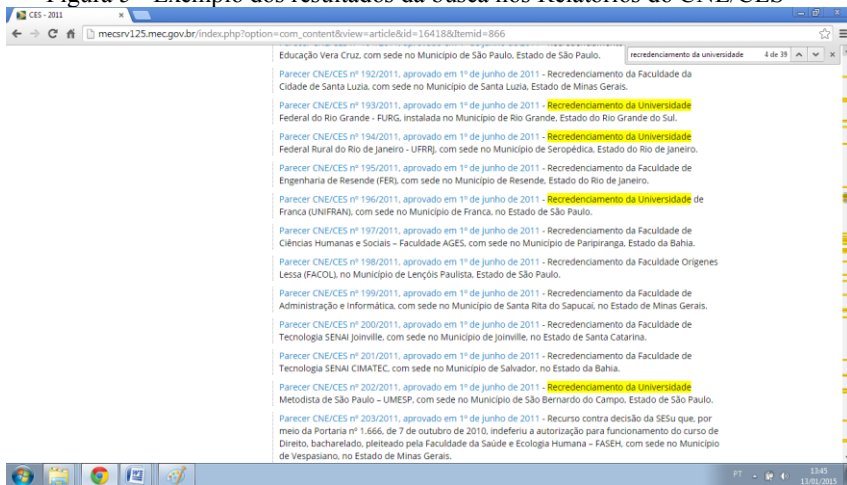 Figura 5 - Exemplo dos resultados da busca nos Relatórios do CNE/CES
CES - 2011
mecsrv125.mec.gov.br/index.php?option=com_content&view=article&id=16418&Itemid=866
recredenciamento da universidade 4 de 39
Educação Vera Cruz, com sede no Município de São Paulo, Estado de São Paulo.
Parecer CNE/CES nº 192/2011, aprovado em 1º de junho de 2011 - Recredenciamento da Faculdade da
Cidade de Santa Luzia, com sede no Município de Santa Luzia, Estado de Minas Gerais.
Parecer CNE/CES nº 193/2011, aprovado em 1º de junho de 2011 - Recredenciamento da Universidade
Federal do Rio Grande - FURG, instalada no Município de Rio Grande, Estado do Rio Grande do Sul.
Parecer CNE/CES nº 194/2011, aprovado em 1º de junho de 2011 - Recredenciamento da Universidade
Federal Rural do Rio de Janeiro - UFRRJ, com sede no Município de Seropédica, Estado do Rio de Janeiro.
Parecer CNE/CES nº 195/2011, aprovado em 1º de junho de 2011 - Recredenciamento da Faculdade de
Engenharia de Resende (FER), com sede no Município de Resende, Estado do Rio de Janeiro.
Parecer CNE/CES nº 196/2011, aprovado em 1º de junho de 2011 - Recredenciamento da Universidade de
Franca (UNIFRAN), com sede no Município de Franca, no Estado de São Paulo.
Parecer CNE/CES nº 197/2011, aprovado em 1º de junho de 2011 - Recredenciamento da Faculdade de
Ciências Humanas e Sociais – Faculdade AGES, com sede no Município de Paripiranga, Estado da Bahia.
Parecer CNE/CES nº 198/2011, aprovado em 1º de junho de 2011 - Recredenciamento da Faculdade Orígenes
Lessa (FACOL), no Município de Lençóis Paulista, Estado de São Paulo.
Parecer CNE/CES nº 199/2011, aprovado em 1º de junho de 2011 - Recredenciamento da Faculdade de
Administração e Informática, com sede no Município de Santa Rita do Sapucaí, no Estado de Minas Gerais.
Parecer CNE/CES nº 200/2011, aprovado em 1º de junho de 2011 - Recredenciamento da Faculdade de
Tecnologia SENAI Joinville, com sede no Município de Joinville, no Estado de Santa Catarina.
Parecer CNE/CES nº 201/2011, aprovado em 1º de junho de 2011 - Recredenciamento da Faculdade de
Tecnologia SENAI CIMATEC, com sede no Município de Salvador, no Estado da Bahia.
Parecer CNE/CES nº 202/2011, aprovado em 1º de junho de 2011 - Recredenciamento da Universidade
Metodista de São Paulo – UMESP, com sede no Município de São Bernardo do Campo, Estado de São Paulo.
Parecer CNE/CES nº 203/2011, aprovado em 1º de junho de 2011 - Recurso contra decisão da SESu que, por
meio da Portaria nº 1.666, de 7 de outubro de 2010, indeferiu a autorização para funcionamento do curso de
Direito, bacharelado, pleiteado pela Faculdade da Saúde e Ecologia Humana – FASEH, com sede no Município
de Vespasiano, no Estado de Minas Gerais.
PT
13:45
13/01/2015